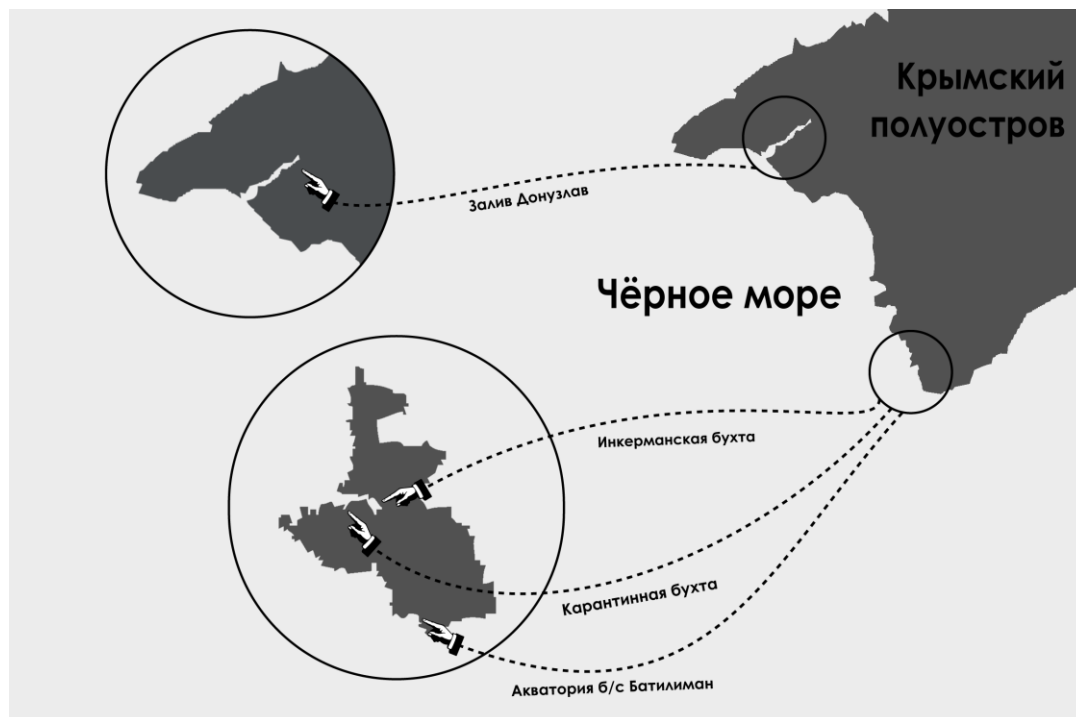 Крымский
полуостров
Залив Донузлав
Чёрное море
Инкерманская бухта
Карантинная бухта
Акватория б/с Батилиман